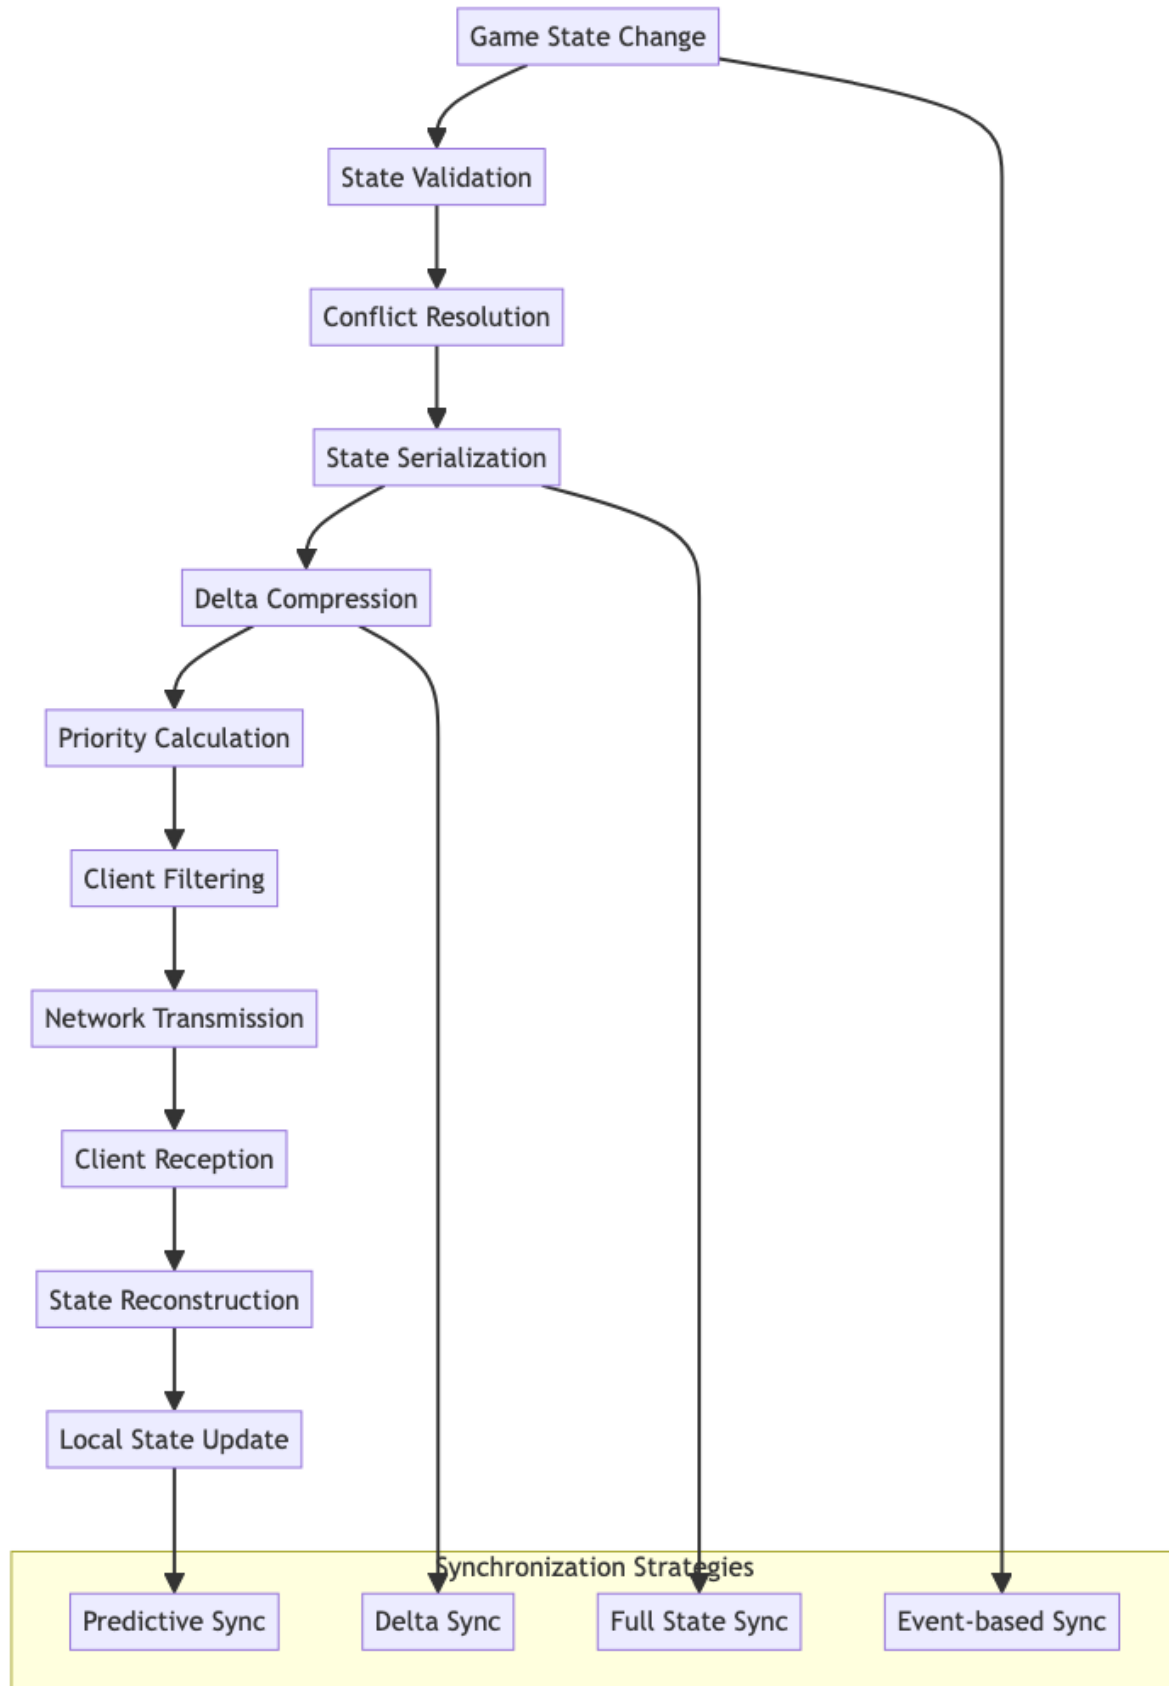 Game State Change
State Validation
Conflict Resolution
State Serialization
Delta Compression
Priority Calculation
Client Filtering
Network Transmission
Client Reception
State Reconstruction
Local State Update
Synchronization Strategies
Predictive Sync
Delta Sync
Full State Sync
Event-based Sync